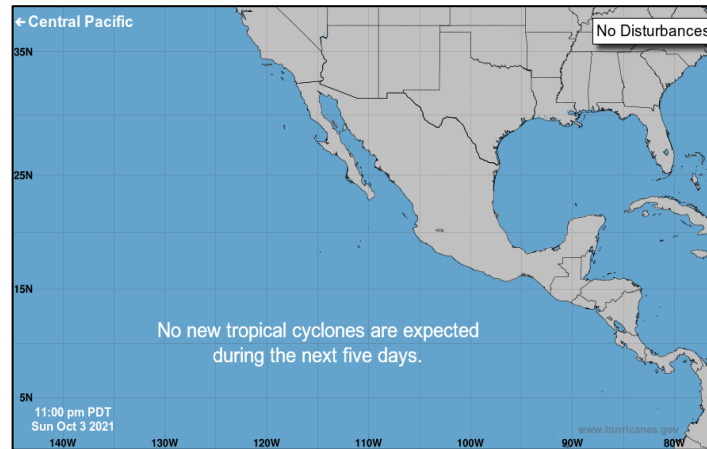 ← Central Pacific
No Disturbances
35N
25N
15N
No new tropical cyclones are expected
during the next five days.
5N
11:00 pm PDT
Sun Oct 3 2021
www.hurricanes.gov
140W 130W 120W 110W 100W 90W 80W